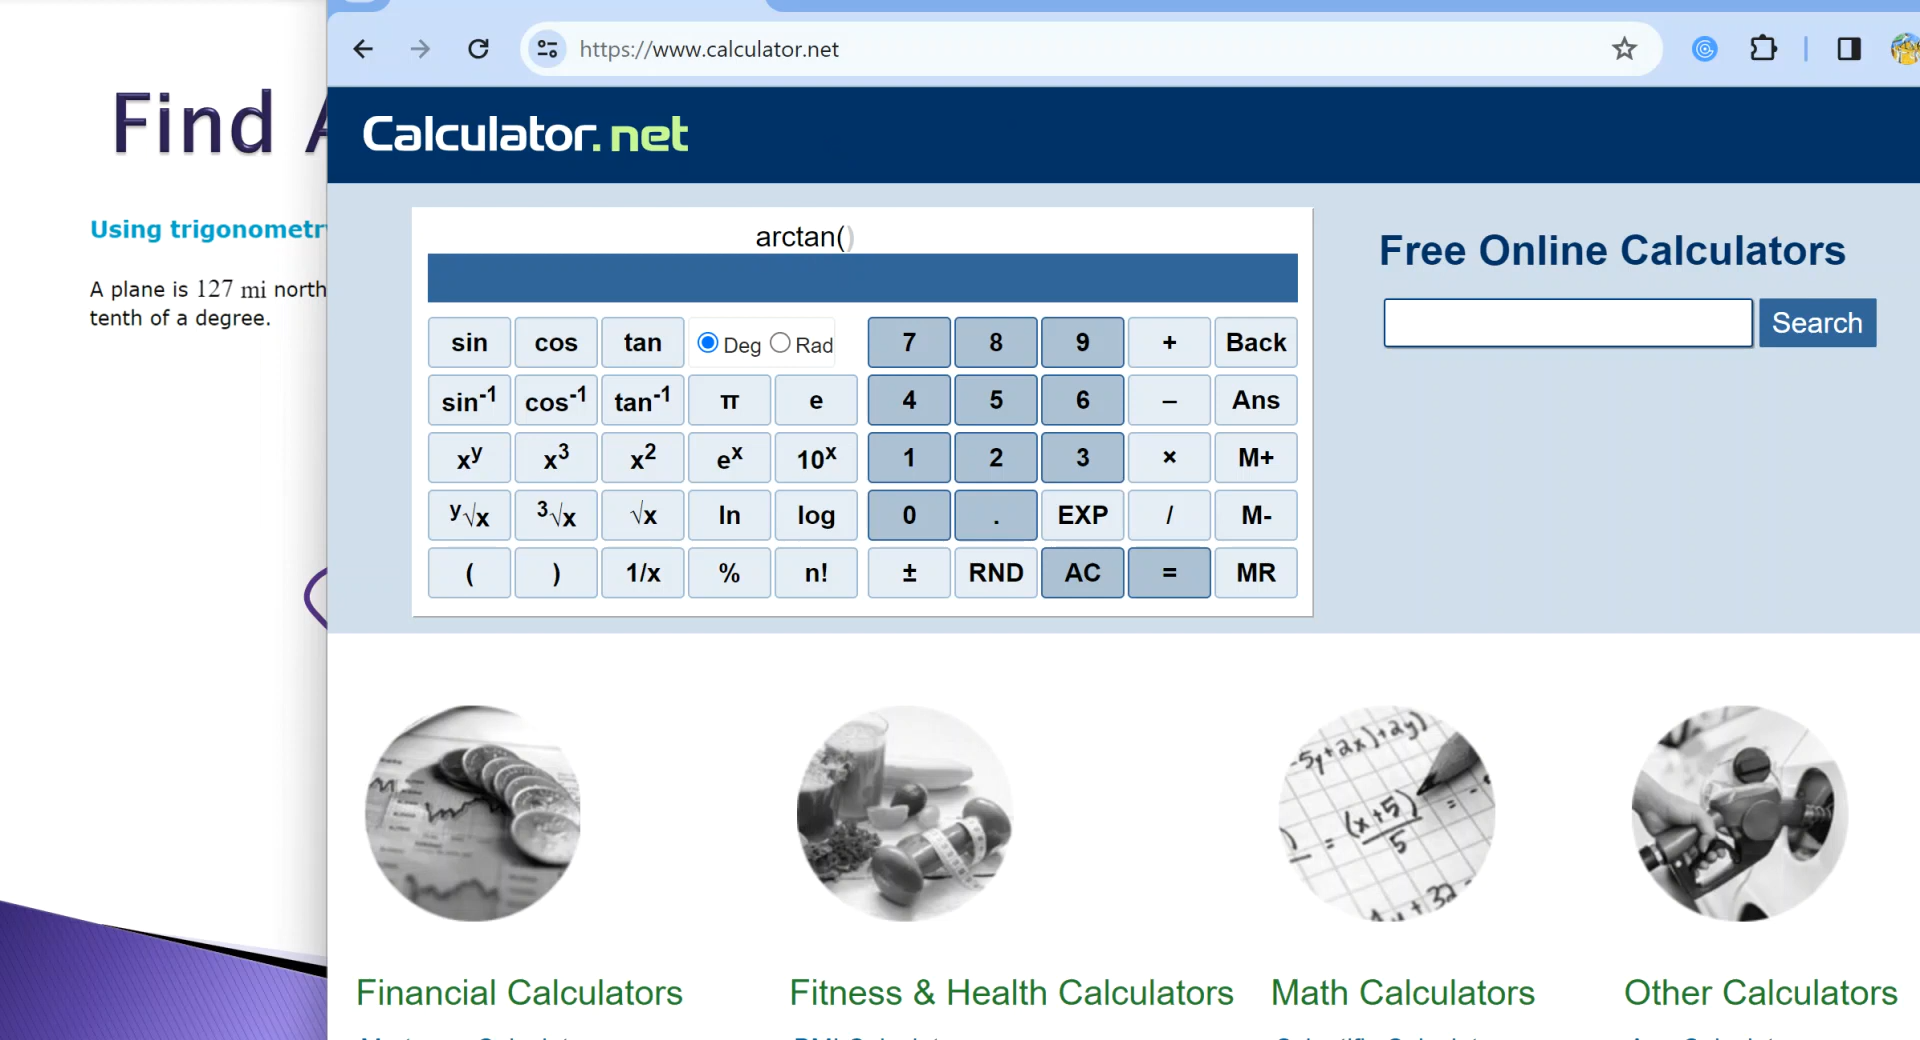 https://www.calculator.net
Find
Calculator.net
Using trigonometr
A plane is 127 mi north
tenth of a degree.
arctan()
Free Online Calculators
Search
sin cos tan Deg Rad 7 8 9 + Back
sin⁻¹ cos⁻¹ tan⁻¹ π e 4 5 6 – Ans
xʸ x³ x² eˣ 10ˣ 1 2 3 × M+
ʸ√x ³√x √x ln log 0 . EXP / M-
( ) 1/x % n! ± RND AC = MR
Financial Calculators
Fitness & Health Calculators
Math Calculators
Other Calculators